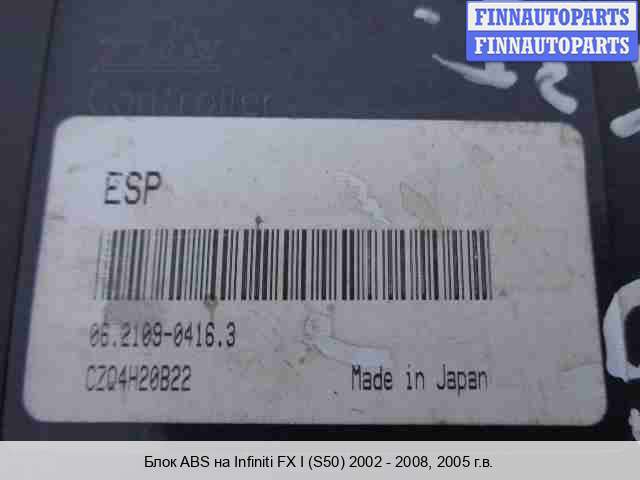 FINNAUTOPARTS
FINNAUTOPARTS
Controller
ESP
06.2109-0416.3
CZQ4H20B22
Made in Japan
Блок ABS на Infiniti FX I (S50) 2002 - 2008, 2005 г.в.